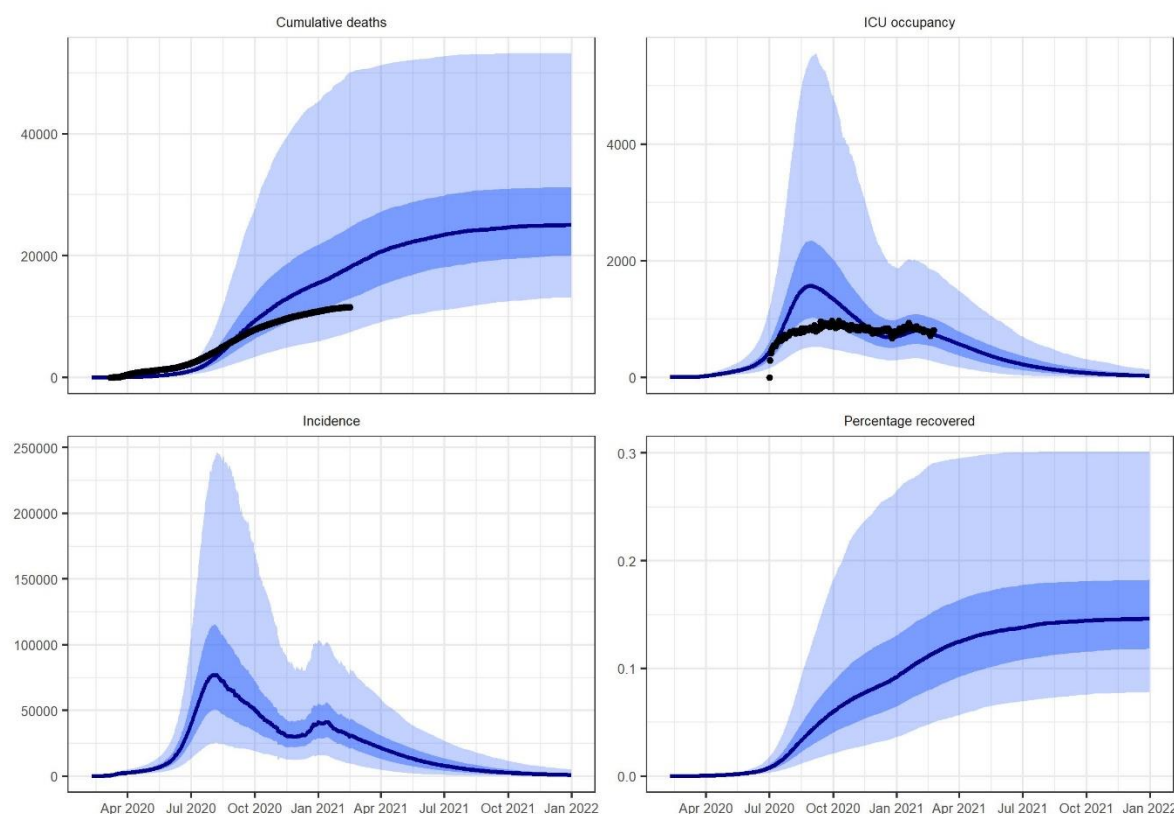 Cumulative deaths
ICU occupancy
40000
20000
0
4000
2000
0
Apr 2020 Jul 2020 Oct 2020 Jan 2021 Apr 2021 Jul 2021 Oct 2021 Jan 2022
Incidence
Percentage recovered
250000
200000
150000
100000
50000
0
0.3
0.2
0.1
0.0
Apr 2020 Jul 2020 Oct 2020 Jan 2021 Apr 2021 Jul 2021 Oct 2021 Jan 2022